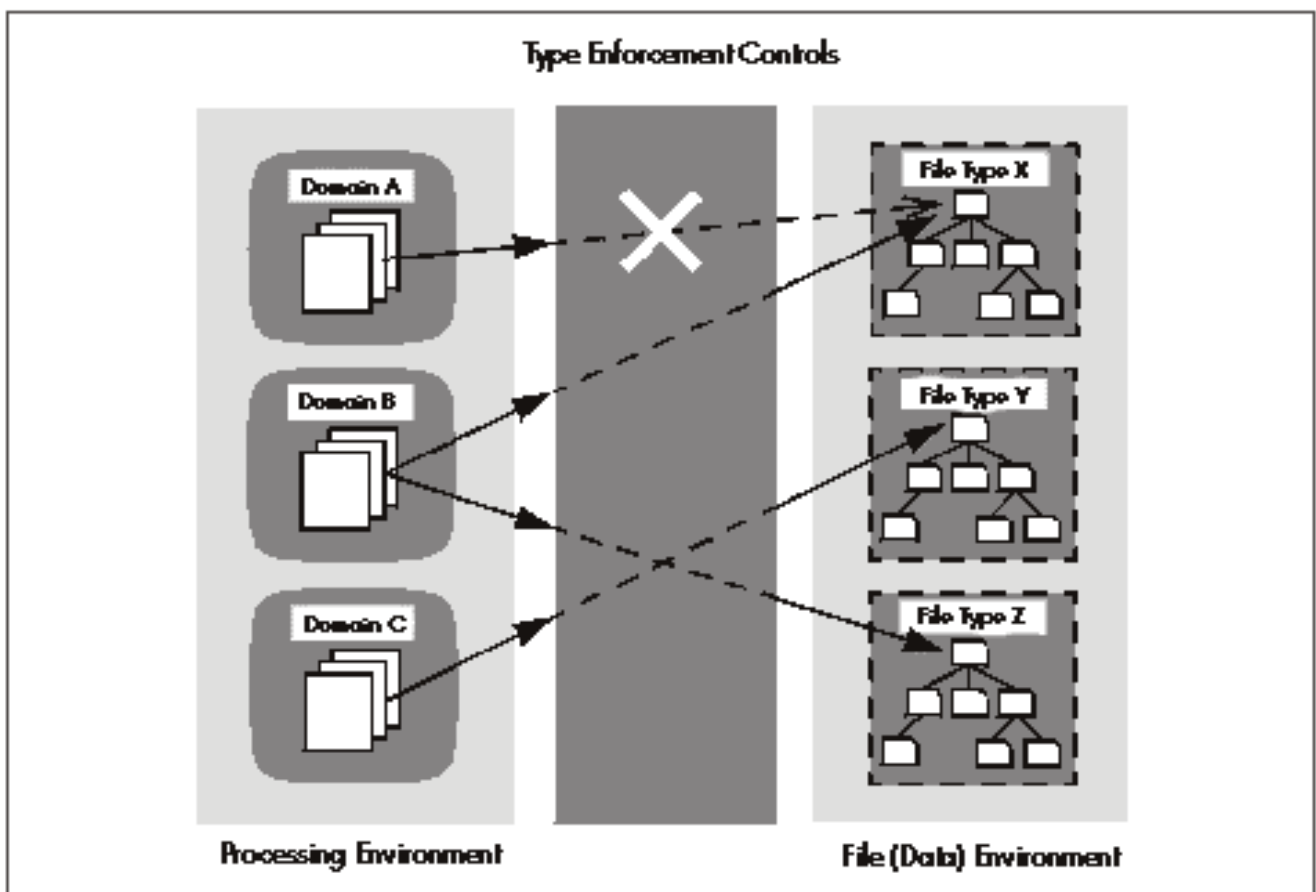 Type Enforcement Controls
Domain A
File Type X
Domain B
File Type Y
Domain C
File Type Z
Processing Environment
File (Data) Environment